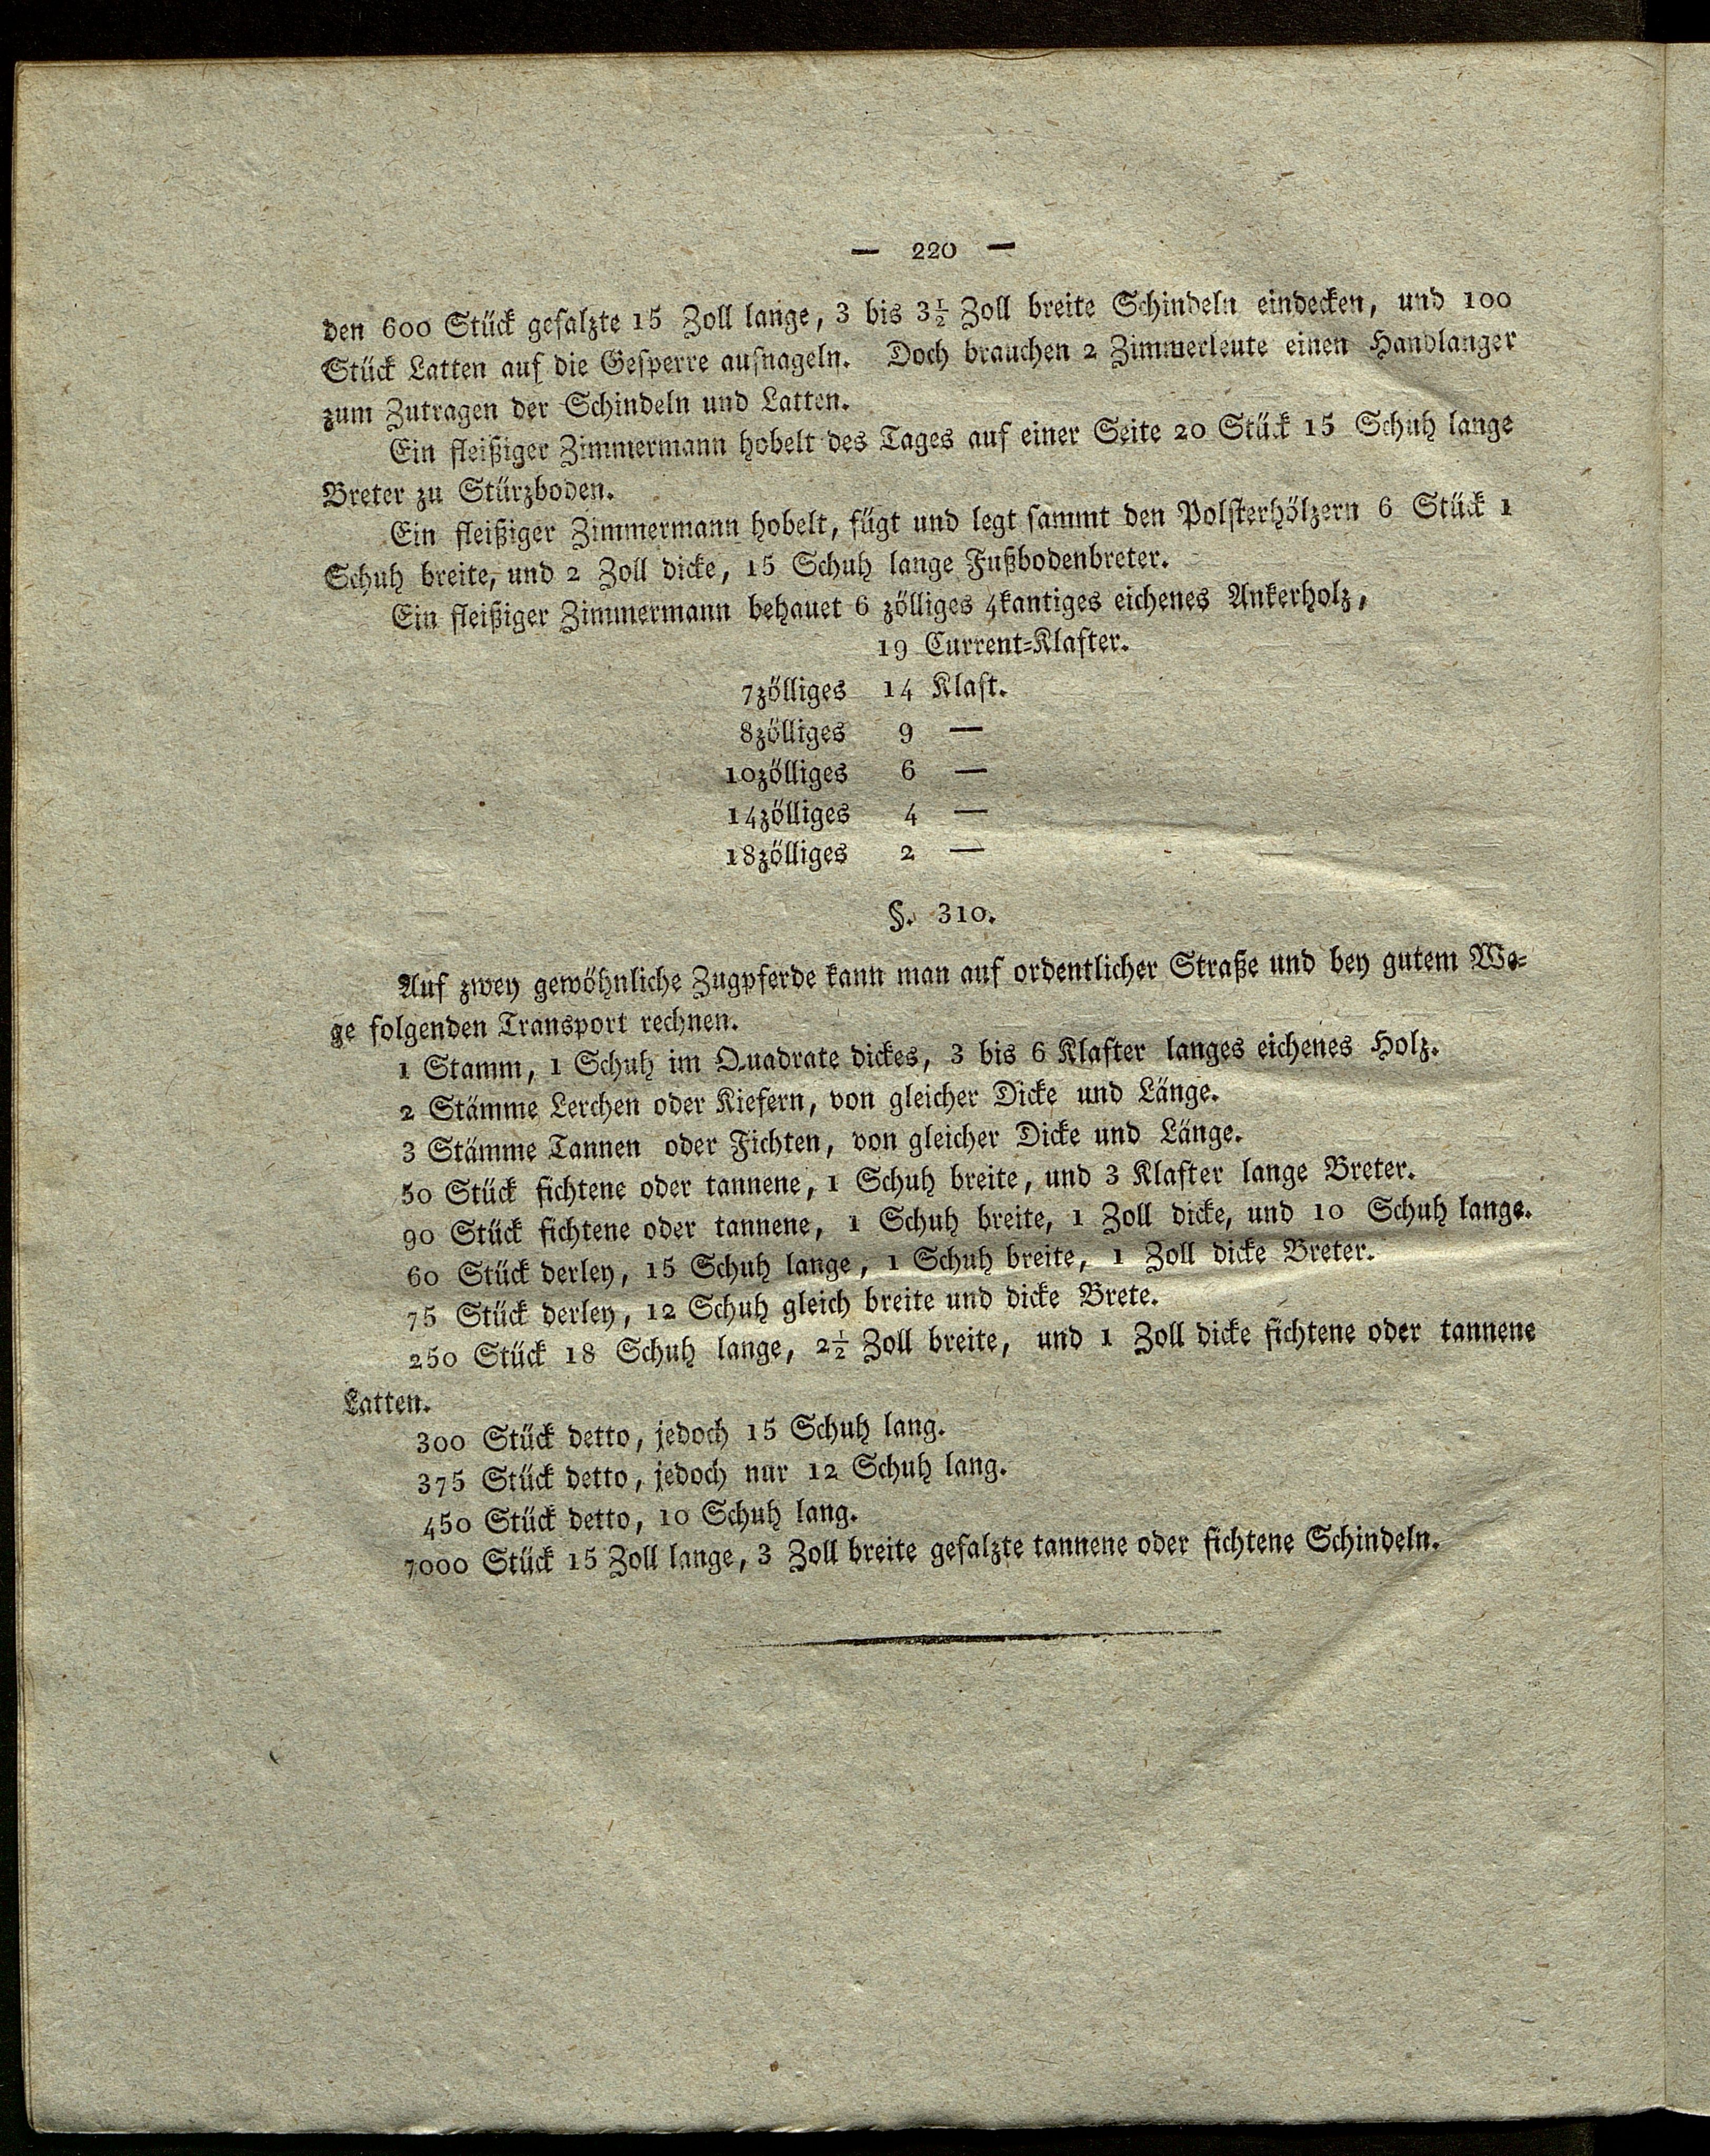 — 220 —
den 600 Stück gefalzte 15 Zoll lange, 3 bis 3½ Zoll breite Schindeln eindecken, und 100
Stück Latten auf die Gesperre aufnageln. Doch brauchen 2 Zimmerleute einen Handlanger
zum Zutragen der Schindeln und Latten.
Ein fleißiger Zimmermann hobelt des Tages auf einer Seite 20 Stück 15 Schuh lange
Breter zu Stürzboden.
Ein fleißiger Zimmermann hobelt, fügt und legt sammt den Polsterhölzern 6 Stück 1
Schuh breite, und 2 Zoll dicke, 15 Schuh lange Fußbodenbreter.
Ein fleißiger Zimmermann behauet 6 zölliges 4kantiges eichenes Ankerholz,
19 Current=Klafter.
7zölliges 14 Klaft.
8zölliges 9 —
10zölliges 6 —
14zölliges 4 —
18zölliges 2 —
§. 310.
Auf zwey gewöhnliche Zugpferde kann man auf ordentlicher Straße und bey gutem We=
ge folgenden Transport rechnen.
1 Stamm, 1 Schuh im Quadrate dickes, 3 bis 6 Klafter langes eichenes Holz.
2 Stämme Lerchen oder Kiefern, von gleicher Dicke und Länge.
3 Stämme Tannen oder Fichten, von gleicher Dicke und Länge.
50 Stück fichtene oder tannene, 1 Schuh breite, und 3 Klafter lange Breter.
90 Stück fichtene oder tannene, 1 Schuh breite, 1 Zoll dicke, und 10 Schuh lange.
60 Stück derley, 15 Schuh lange, 1 Schuh breite, 1 Zoll dicke Breter.
75 Stück derley, 12 Schuh gleich breite und dicke Brete.
250 Stück 18 Schuh lange, 2½ Zoll breite, und 1 Zoll dicke fichtene oder tannene
Latten.
300 Stück detto, jedoch 15 Schuh lang.
375 Stück detto, jedoch nur 12 Schuh lang.
450 Stück detto, 10 Schuh lang.
7000 Stück 15 Zoll lange, 3 Zoll breite gefalzte tannene oder fichtene Schindeln.